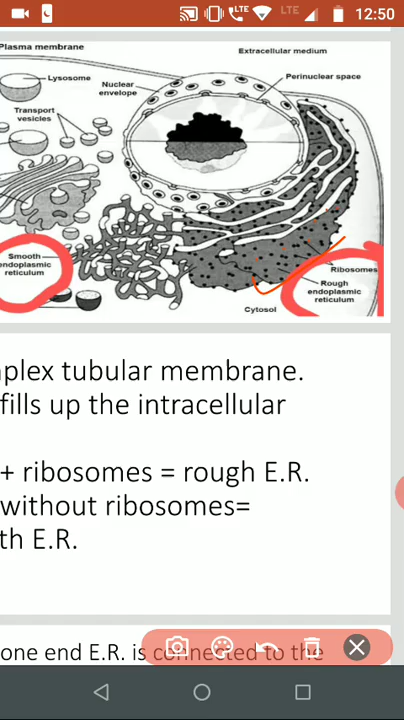 LTE LTE 12:50
Plasma membrane
Extracellular medium
Lysosome
Nuclear
envelope
Perinuclear space
Transport
vesicles
Smooth
endoplasmic
reticulum
Ribosomes
Rough
endoplasmic
reticulum
Cytosol
plex tubular membrane.
fills up the intracellular
+ ribosomes = rough E.R.
without ribosomes=
th E.R.
one end E.R. is connected to the